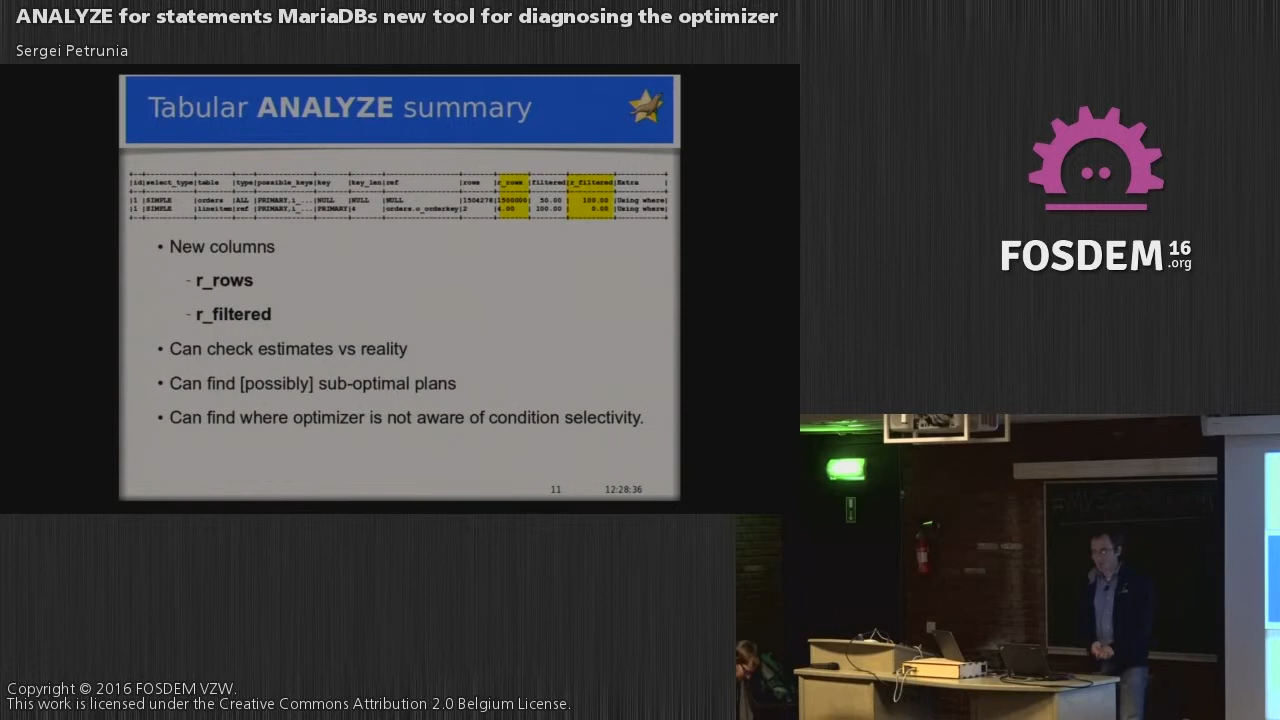 ANALYZE for statements MariaDBs new tool for diagnosing the optimizer
Sergei Petrunia
Tabular ANALYZE summary
|id|select_type|table |type|possible_keys|key |key_len|ref |rows |r_rows |filtered|r_filtered|Extra |
|1 |SIMPLE |orders |ALL |PRIMARY,i_...|NULL |NULL |NULL |1504278|1500000| 50.00 | 100.00 |Using where|
|1 |SIMPLE |lineitem|ref |PRIMARY,i_...|PRIMARY|4 |orders.o_orderkey|2 |4.00 | 100.00 | 0.00 |Using where|
• New columns
- r_rows
- r_filtered
• Can check estimates vs reality
• Can find [possibly] sub-optimal plans
• Can find where optimizer is not aware of condition selectivity.
11 12:28:36
FOSDEM 16 .org
Copyright © 2016 FOSDEM VZW.
This work is licensed under the Creative Commons Attribution 2.0 Belgium License.